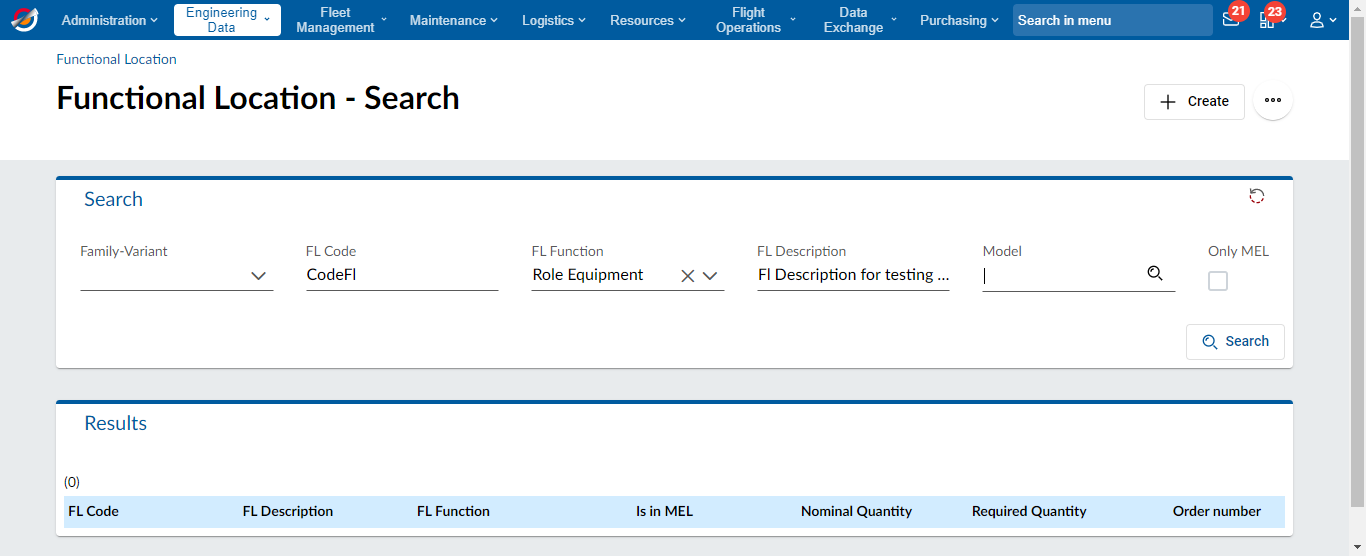 Administration
Engineering
Data
Fleet
Management
Maintenance
Logistics
Resources
Flight
Operations
Data
Exchange
Purchasing
Search in menu
21
23
Functional Location
Functional Location - Search
Create
Search
Family-Variant
FL Code
FL Function
FL Description
Model
Only MEL
CodeFl
Role Equipment
Fl Description for testing ...
Search
Results
(0)
FL Code FL Description FL Function Is in MEL Nominal Quantity Required Quantity Order number